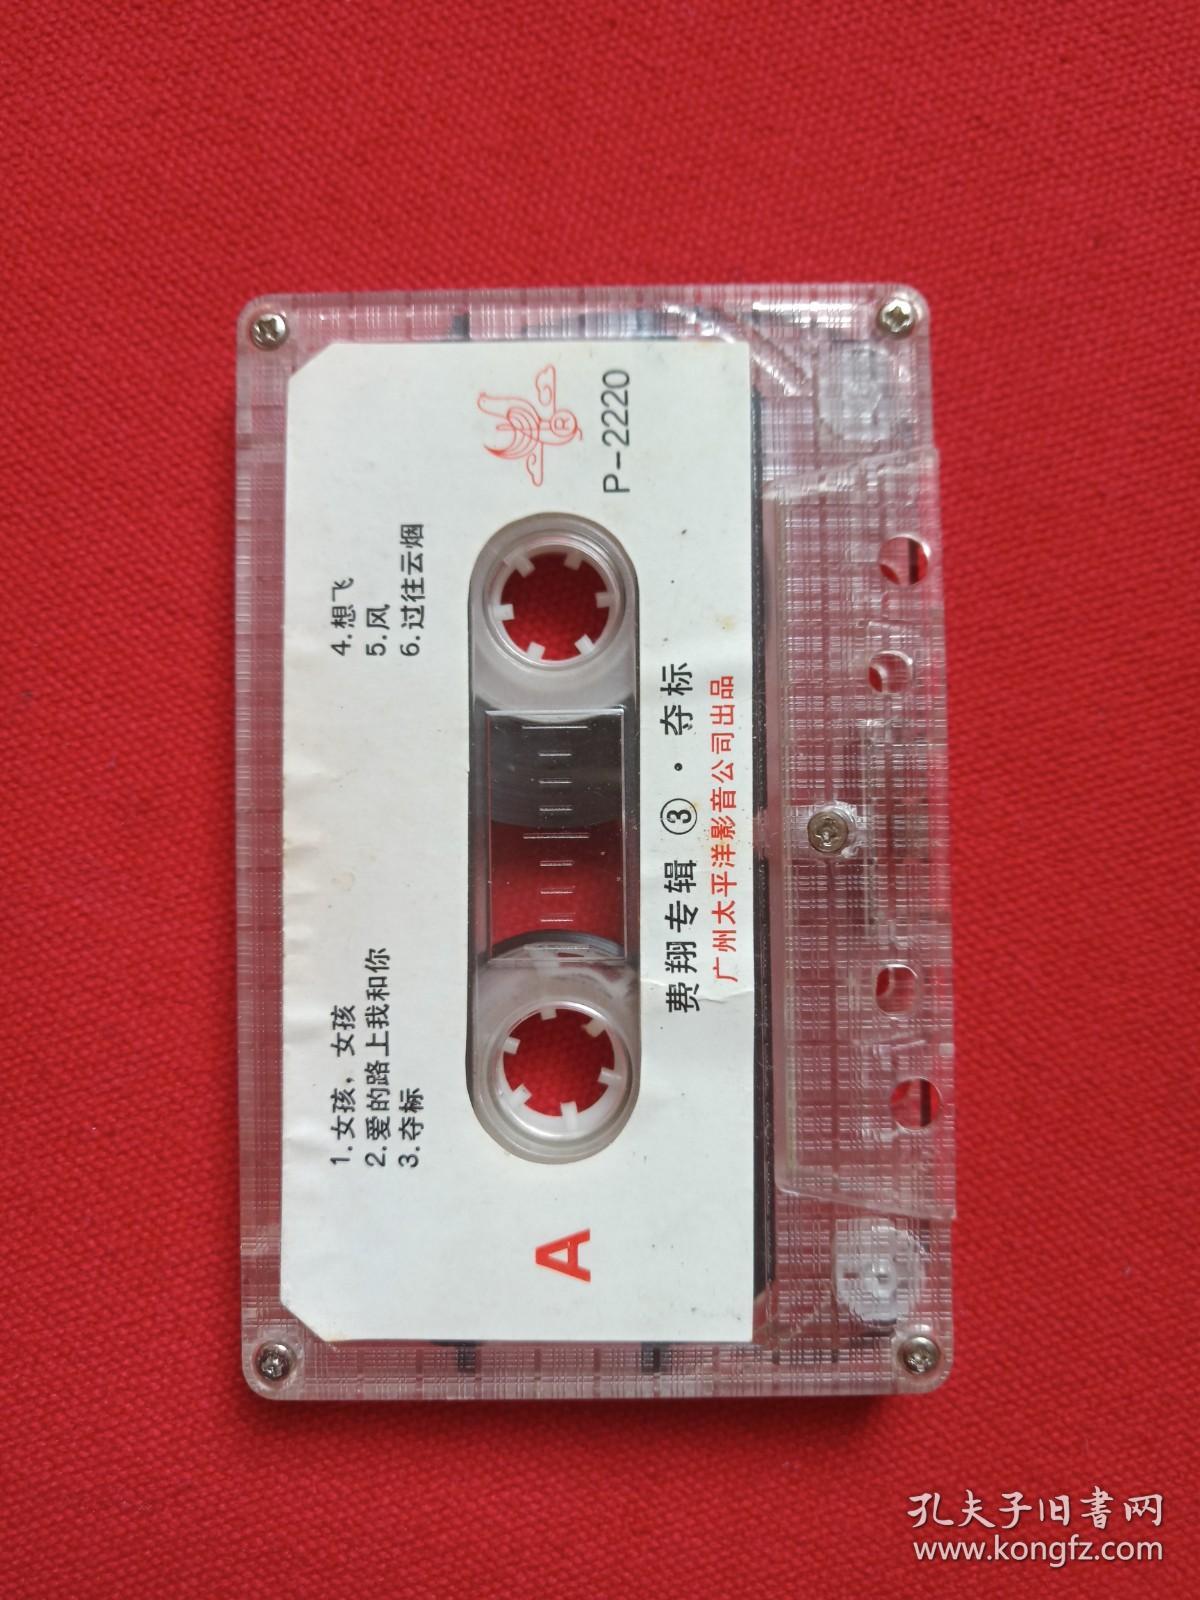 1.女孩，女孩
2.爱的路上我和你
3.夺标
4.想飞
5.风
6.过往云烟
A
R
P-2220
费翔专辑 ③·夺标
广州太平洋影音公司出品
孔夫子旧书网
www.kongfz.com